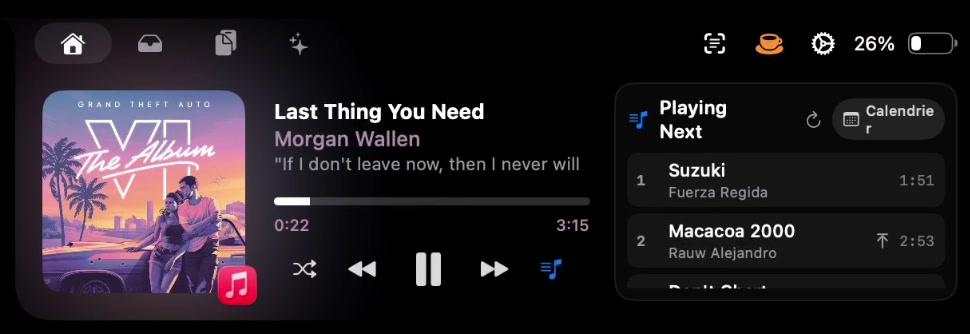 26%
GRAND THEFT AUTO
VI
The Album
Last Thing You Need
Morgan Wallen
"If I don't leave now, then I never will
0:22
3:15
Playing
Next
Calendrie
r
1
Suzuki
Fuerza Regida
1:51
2
Macacoa 2000
Rauw Alejandro
2:53